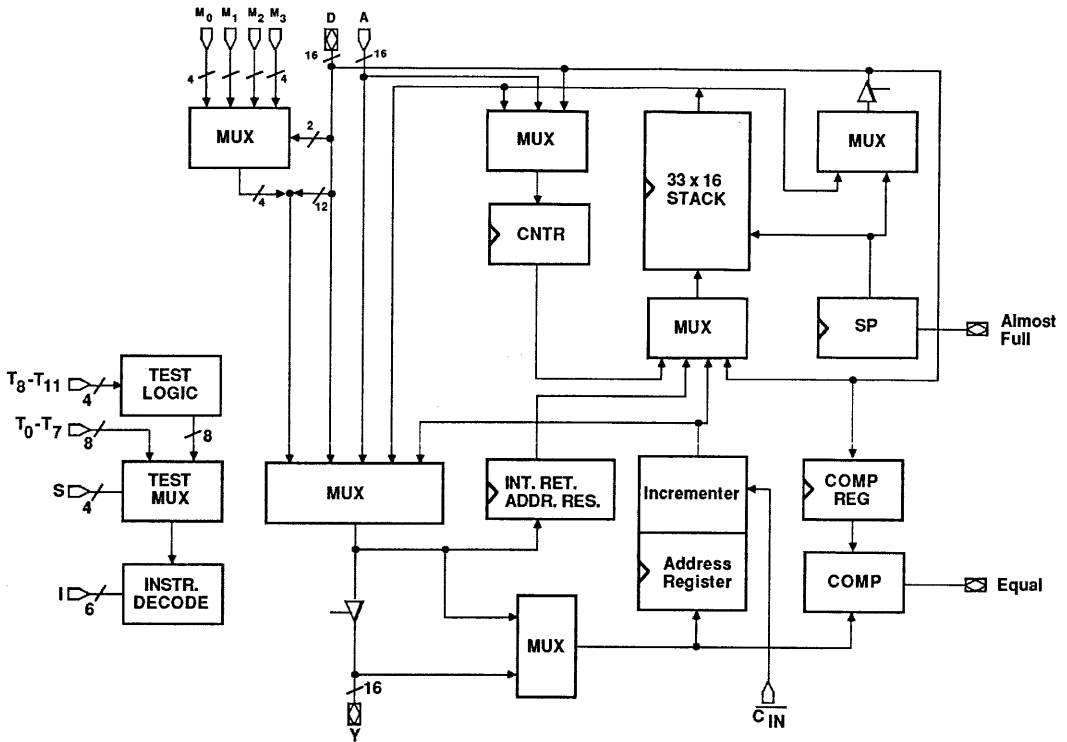 M0 M1 M2 M3 D A
4 4 16 16
MUX
2
4 12
MUX
CNTR
33 x 16
STACK
MUX
MUX
SP
Almost
Full
T8-T11
4
TEST
LOGIC
T0-T7
8
8
S
4
TEST
MUX
I
6
INSTR.
DECODE
MUX
INT. RET.
ADDR. RES.
Incrementer
Address
Register
COMP
REG
COMP
Equal
MUX
16
Y
CIN